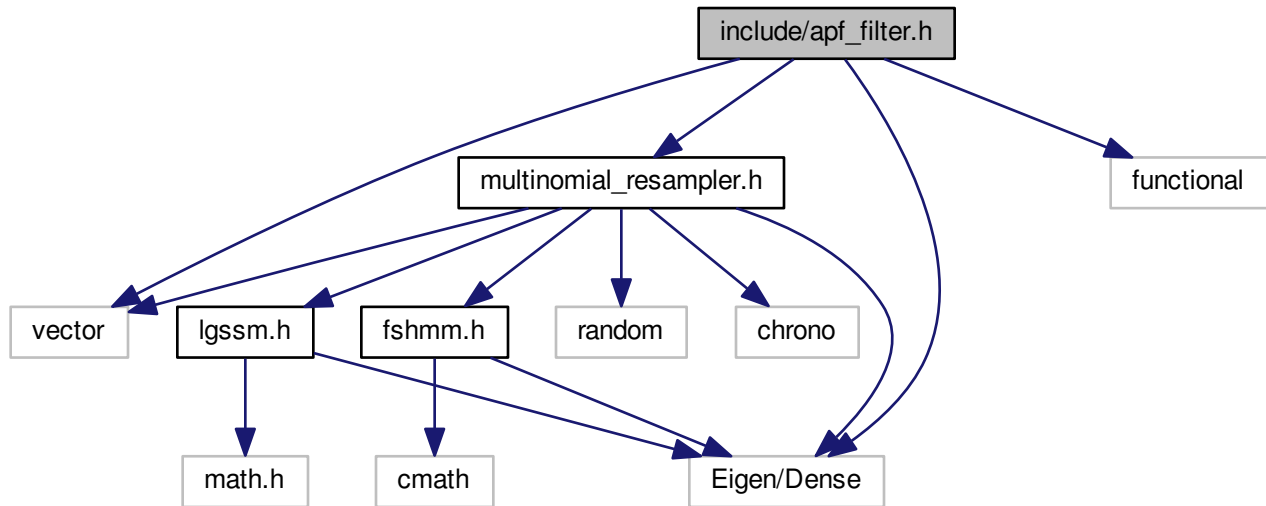 include/apf_filter.h
multinomial_resampler.h
functional
vector
lgssm.h
fshmm.h
random
chrono
math.h
cmath
Eigen/Dense